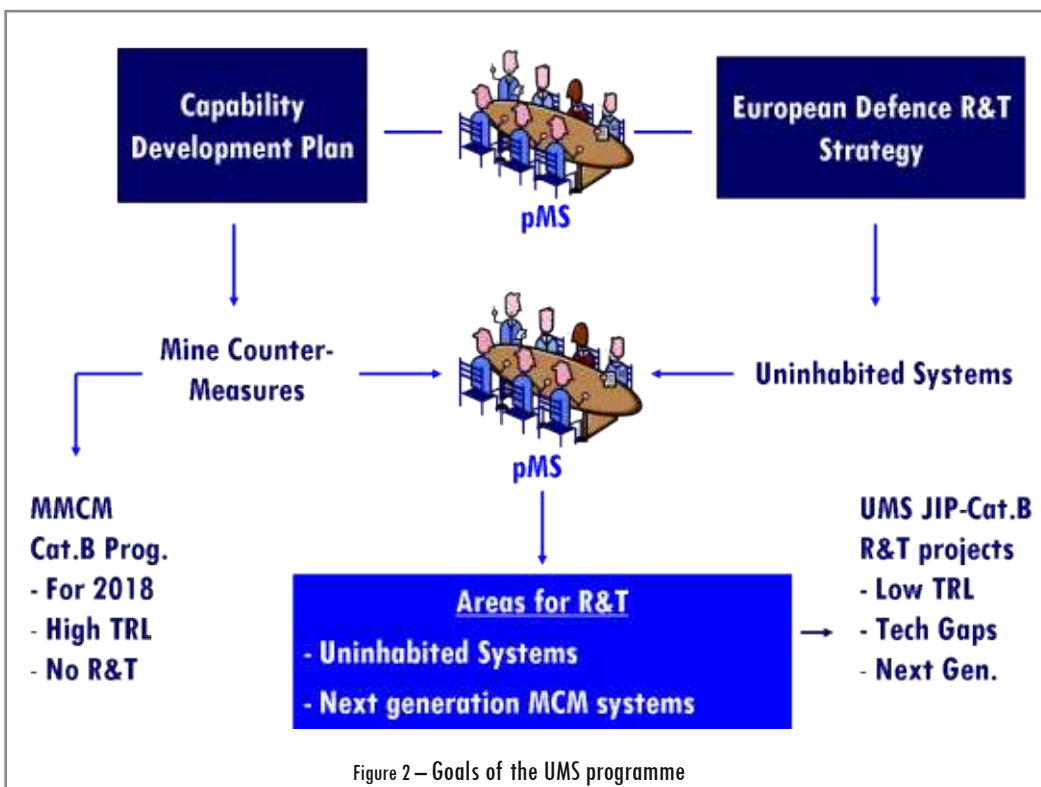 Capability
Development Plan
pMS
European Defence R&T
Strategy
Mine Counter-
Measures
pMS
Uninhabited Systems
MMCM
Cat.B Prog.
- For 2018
- High TRL
- No R&T
Areas for R&T
- Uninhabited Systems
- Next generation MCM systems
UMS JIP-Cat.B
R&T projects
- Low TRL
- Tech Gaps
- Next Gen.
Figure 2 – Goals of the UMS programme